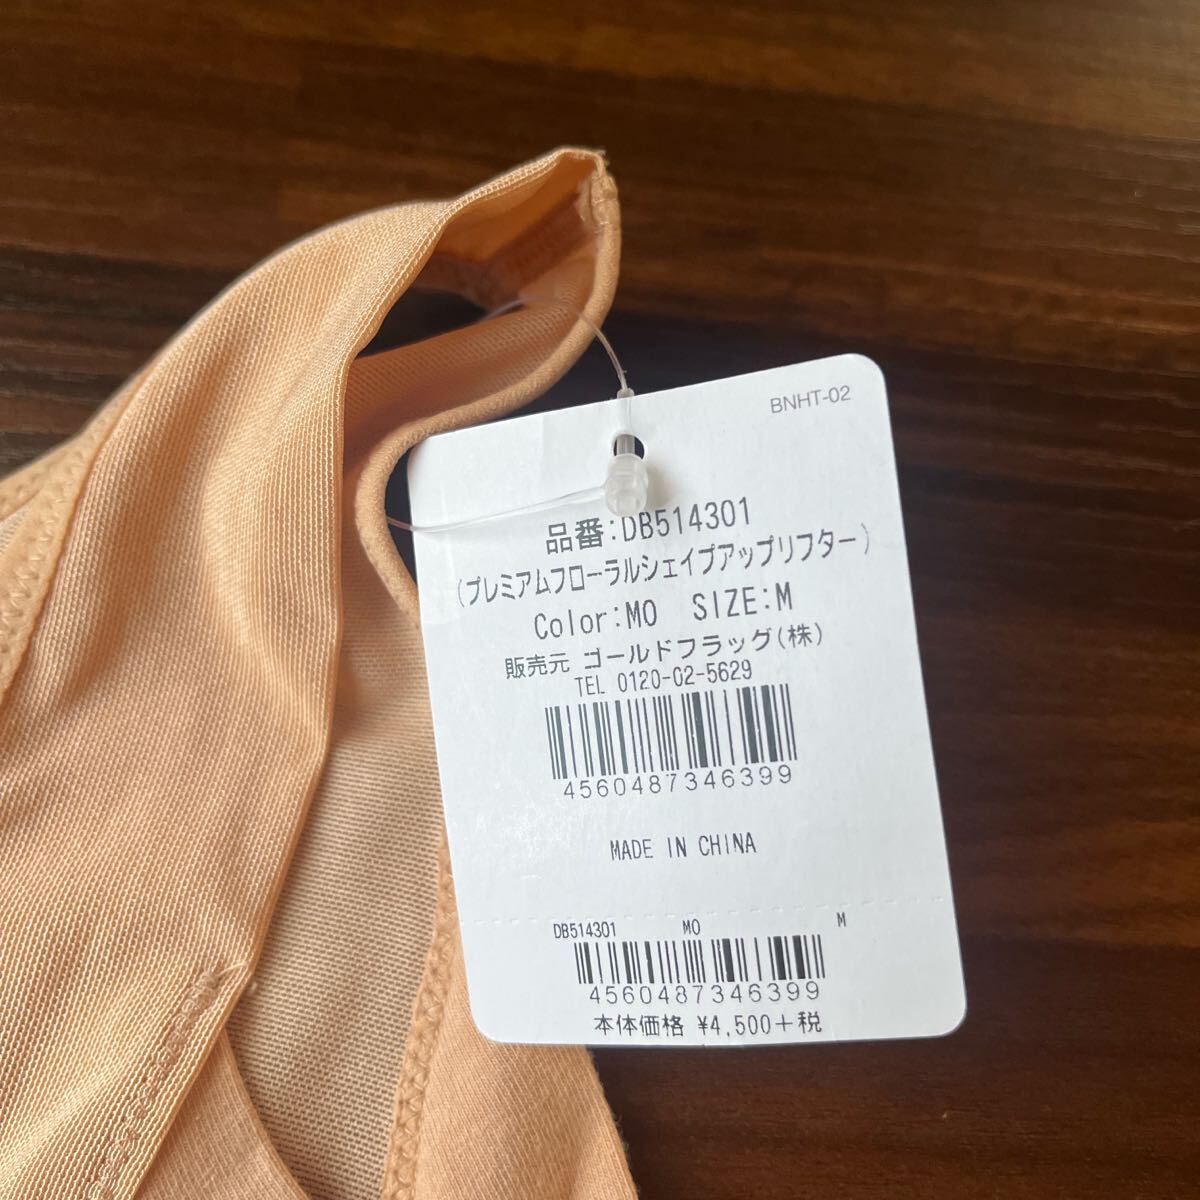 BNHT-02
品番:DB514301
(プレミアムフローラルシェイプアップリフター)
Color:MO SIZE:M
販売元 ゴールドフラッグ(株)
TEL 0120-02-5629
4560487346399
MADE IN CHINA
DB514301 MO M
4560487346399
本体価格 ¥4,500+税